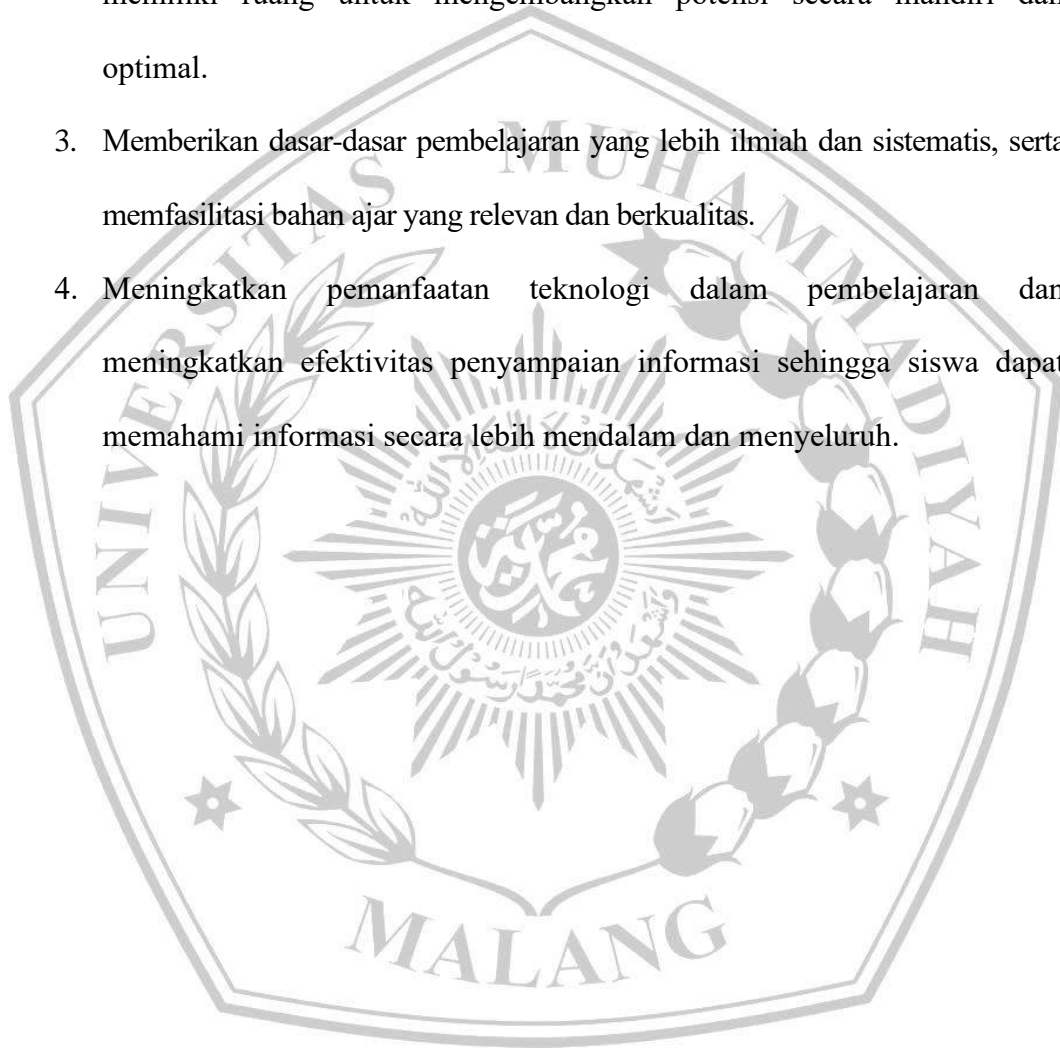 memiliki ruang untuk mengembangkan potensi secara mandiri dan
optimal.
3. Memberikan dasar-dasar pembelajaran yang lebih ilmiah dan sistematis, serta
memfasilitasi bahan ajar yang relevan dan berkualitas.
4. Meningkatkan pemanfaatan teknologi dalam pembelajaran dan
meningkatkan efektivitas penyampaian informasi sehingga siswa dapat
memahami informasi secara lebih mendalam dan menyeluruh.
UNIVERSITAS MUHAMMADIYAH
MALANG